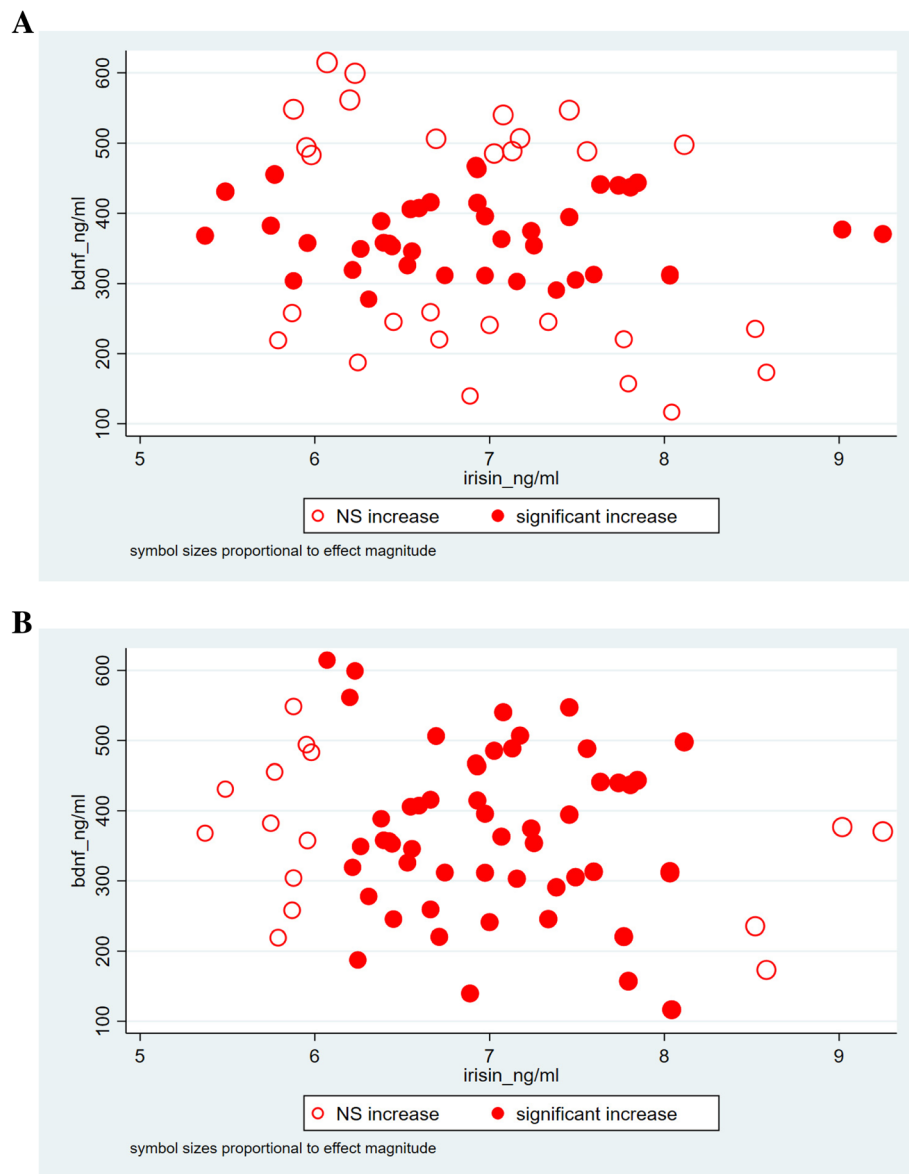 A
bdnf_ng/ml
600
500
400
300
200
100
5 6 7 8 9
irisin_ng/ml
NS increase significant increase
symbol sizes proportional to effect magnitude
B
bdnf_ng/ml
600
500
400
300
200
100
5 6 7 8 9
irisin_ng/ml
NS increase significant increase
symbol sizes proportional to effect magnitude